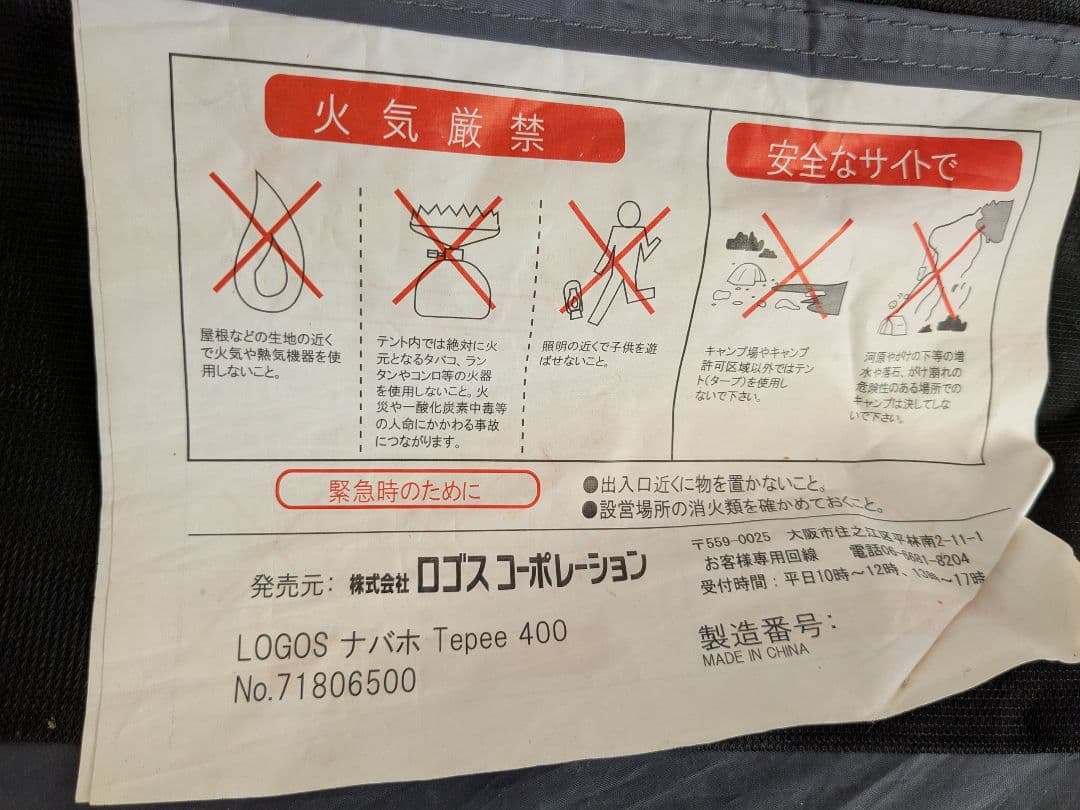 火気厳禁
屋根などの生地の近く
で火気や熱気機器を使
用しないこと。
テント内では絶対に火
元となるタバコ、ラン
タンやコンロ等の火器
を使用しないこと。火
災や一酸化炭素中毒等
の人命にかかわる事故
につながります。
照明の近くで子供を遊
ばせないこと。
安全なサイトで
キャンプ場やキャンプ
許可区域以外ではテン
ト(タープ)を使用し
ないで下さい。
河原やがけの下等の増
水や落石、がけ崩れの
危険性のある場所での
キャンプは決してしな
いで下さい。
緊急時のために
●出入口近くに物を置かないこと。
●設営場所の消火類を確かめておくこと。
発売元：株式会社ロゴスコーポレーション
〒559-0025 大阪市住之江区平林南2-11-1
お客様専用回線 電話06-6681-8204
受付時間：平日10時～12時、13時～17時
LOGOS ナバホ Tepee 400
No.71806500
製造番号：
MADE IN CHINA